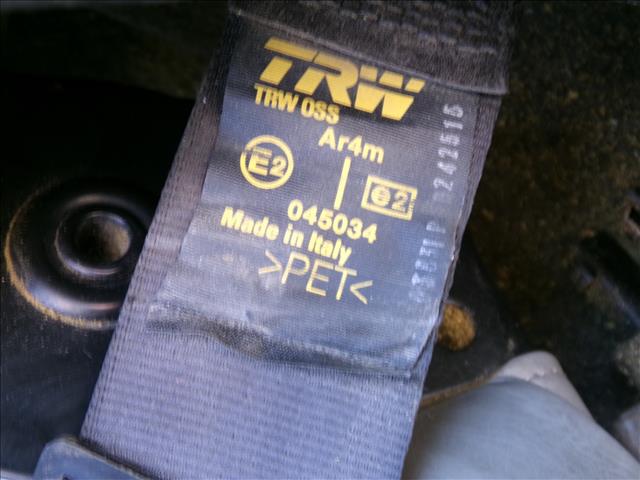 TRW
TRW OSS
Ar4m
E2
e2
045034
Made in Italy
>PET<